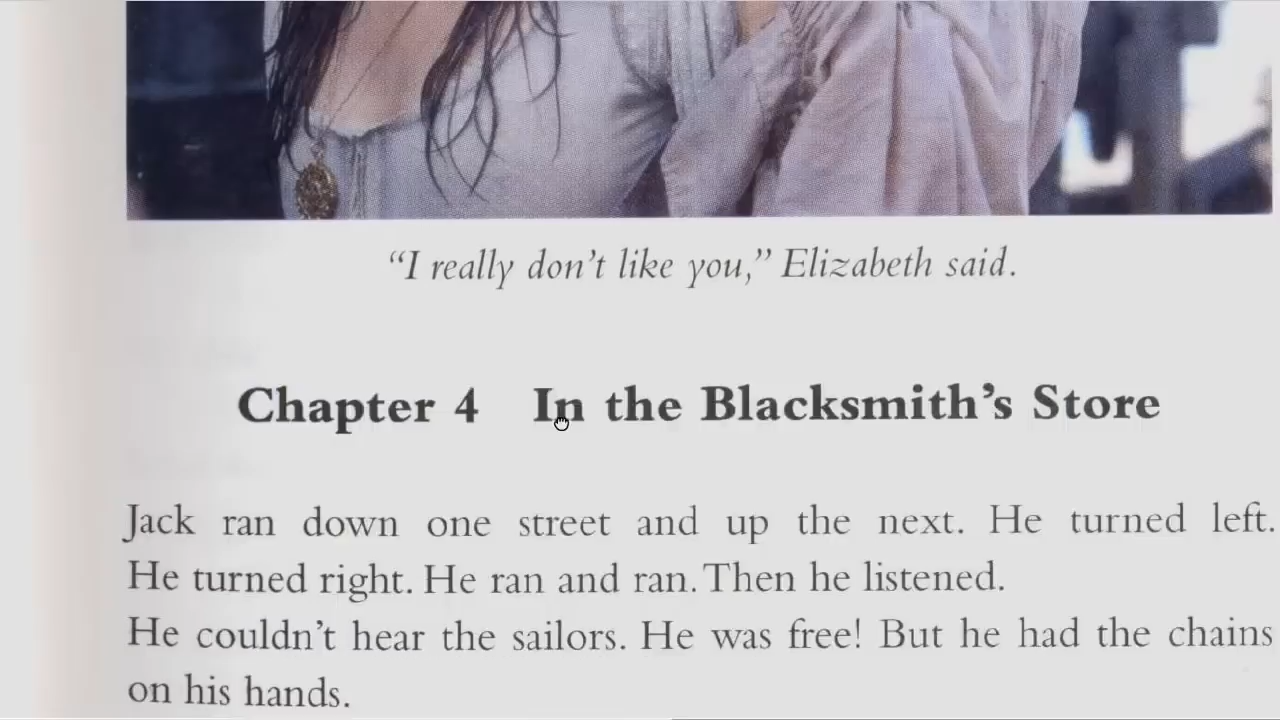 “I really don’t like you,” Elizabeth said.
Chapter 4 In the Blacksmith’s Store
Jack ran down one street and up the next. He turned left.
He turned right. He ran and ran. Then he listened.
He couldn’t hear the sailors. He was free! But he had the chains
on his hands.